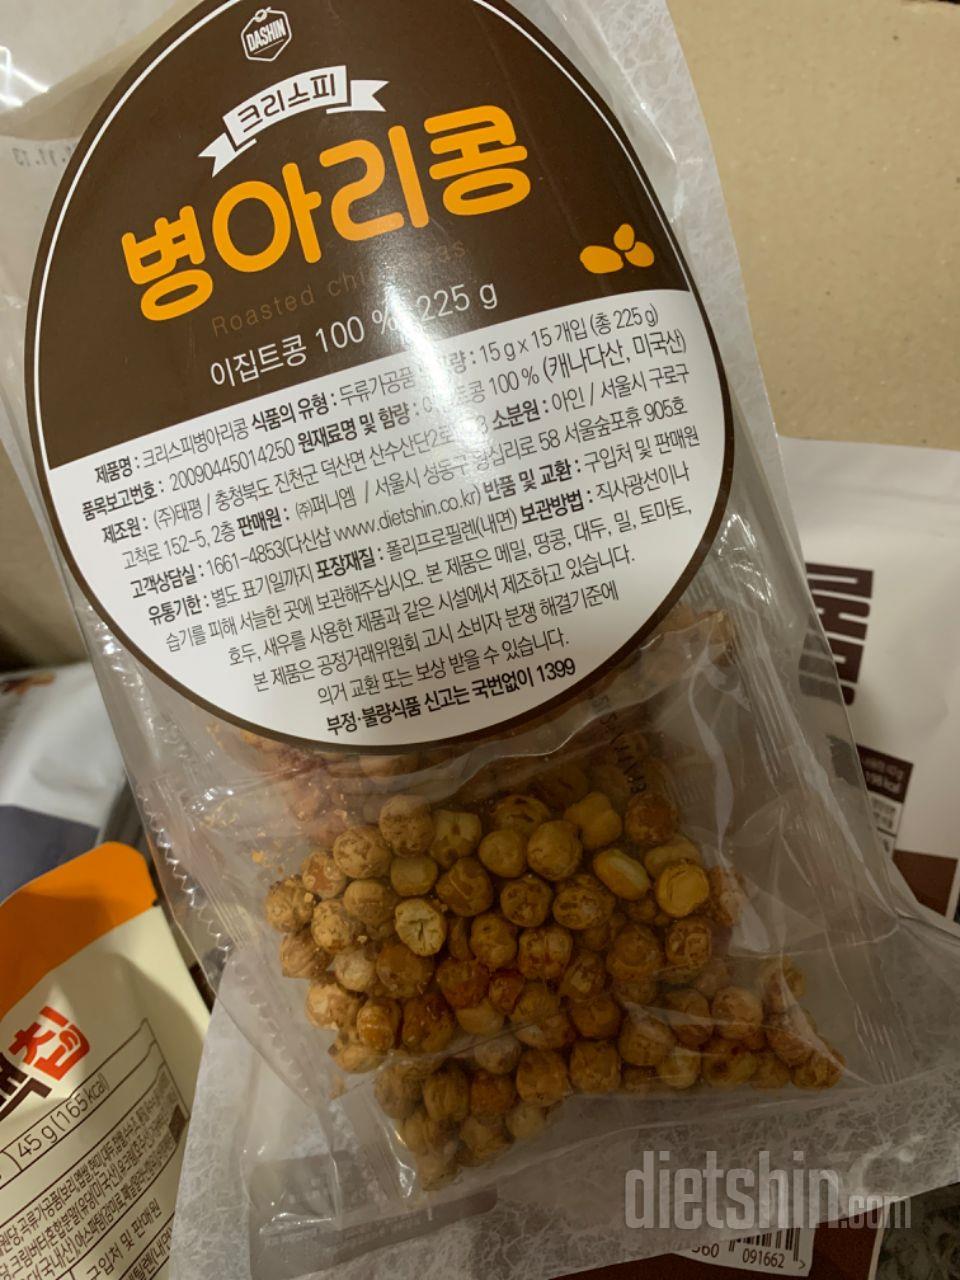 DASHIN
크리스피
병아리콩
Roasted
이집트콩 100 % 225 g
제품명 : 크리스피병아리콩 식품의 유형 : 두류가공품 : 15 g x 15 개입 (총 225 g)
품목보고번호 : 20090445014250 원재료명 및 함량 : 100 % (캐나다산, 미국산)
제조원 : (주)태평 / 충청북도 진천군 덕산면 산수산단2로 소분원 : 아인 / 서울시 구로구
고척로 152-5, 2층 판매원 : ㈜퍼니엠 / 서울시 성동구 왕십리로 58 서울숲포휴 905호
고객상담실 : 1661-4853(다신샵 www.dietshin.co.kr) 반품 및 교환 : 구입처 및 판매원
유통기한 : 별도 표기일까지 포장재질 : 폴리프로필렌(내면) 보관방법 : 직사광선이나
습기를 피해 서늘한 곳에 보관해주십시오. 본 제품은 메밀, 땅콩, 대두, 밀, 토마토,
호두, 새우를 사용한 제품과 같은 시설에서 제조하고 있습니다.
본 제품은 공정거래위원회 고시 소비자 분쟁 해결기준에
의거 교환 또는 보상 받을 수 있습니다.
부정·불량식품 신고는 국번없이 1399
45 g (165 kcal)
구입처 및 판매원
091662
dietshin.com